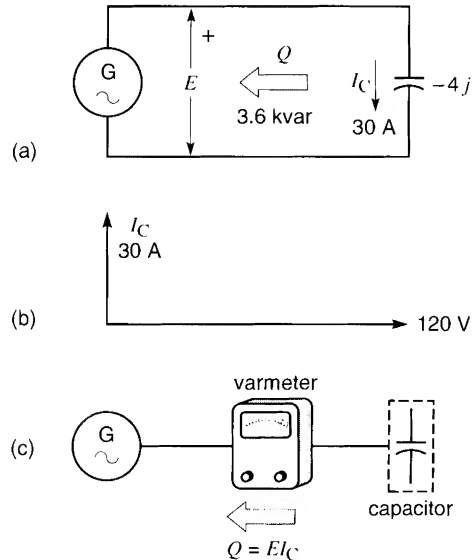 G
E
+
Q
3.6 kvar
I_C
30 A
−4 j
(a)
I_C
30 A
120 V
(b)
varmeter
G
(c)
capacitor
Q = EI_C